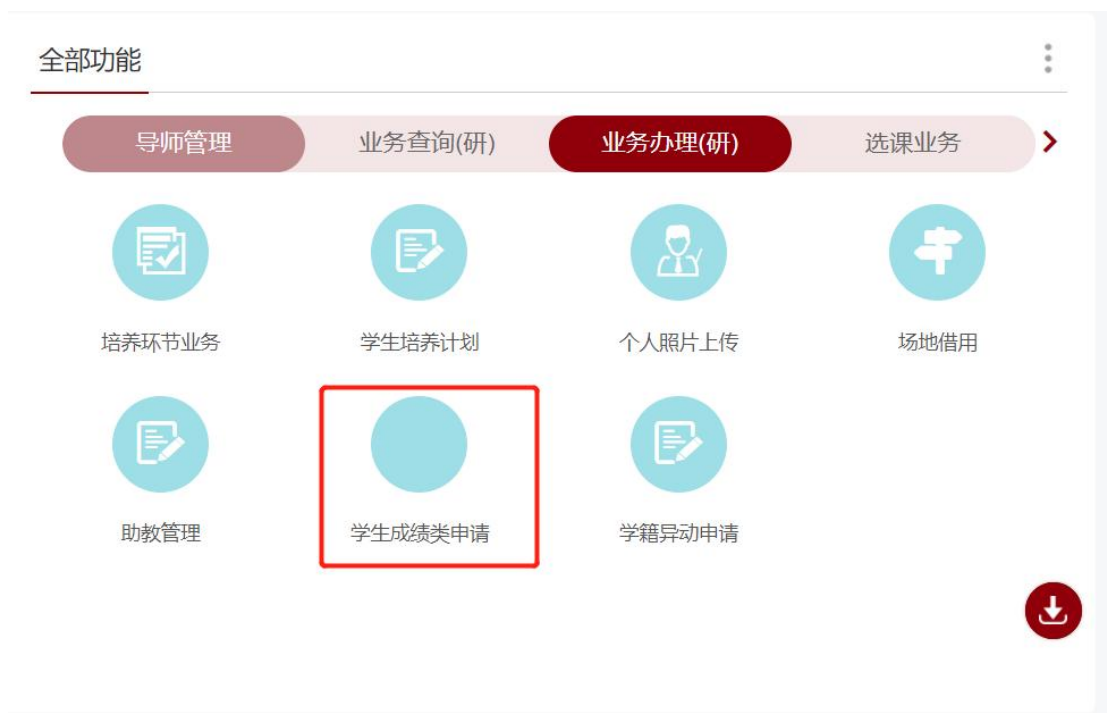 全部功能
导师管理 业务查询(研) 业务办理(研) 选课业务
培养环节业务 学生培养计划 个人照片上传 场地借用
助教管理 学生成绩类申请 学籍异动申请